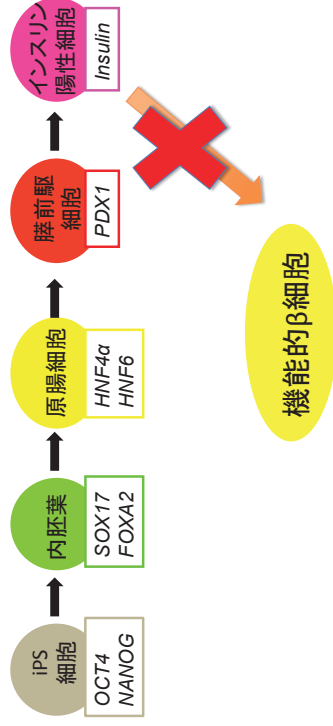 iPS
細胞
OCT4
NANOG
内胚葉
SOX17
FOXA2
原腸細胞
HNF4α
HNF6
膵前駆
細胞
PDX1
インスリン
陽性細胞
Insulin
機能的β細胞